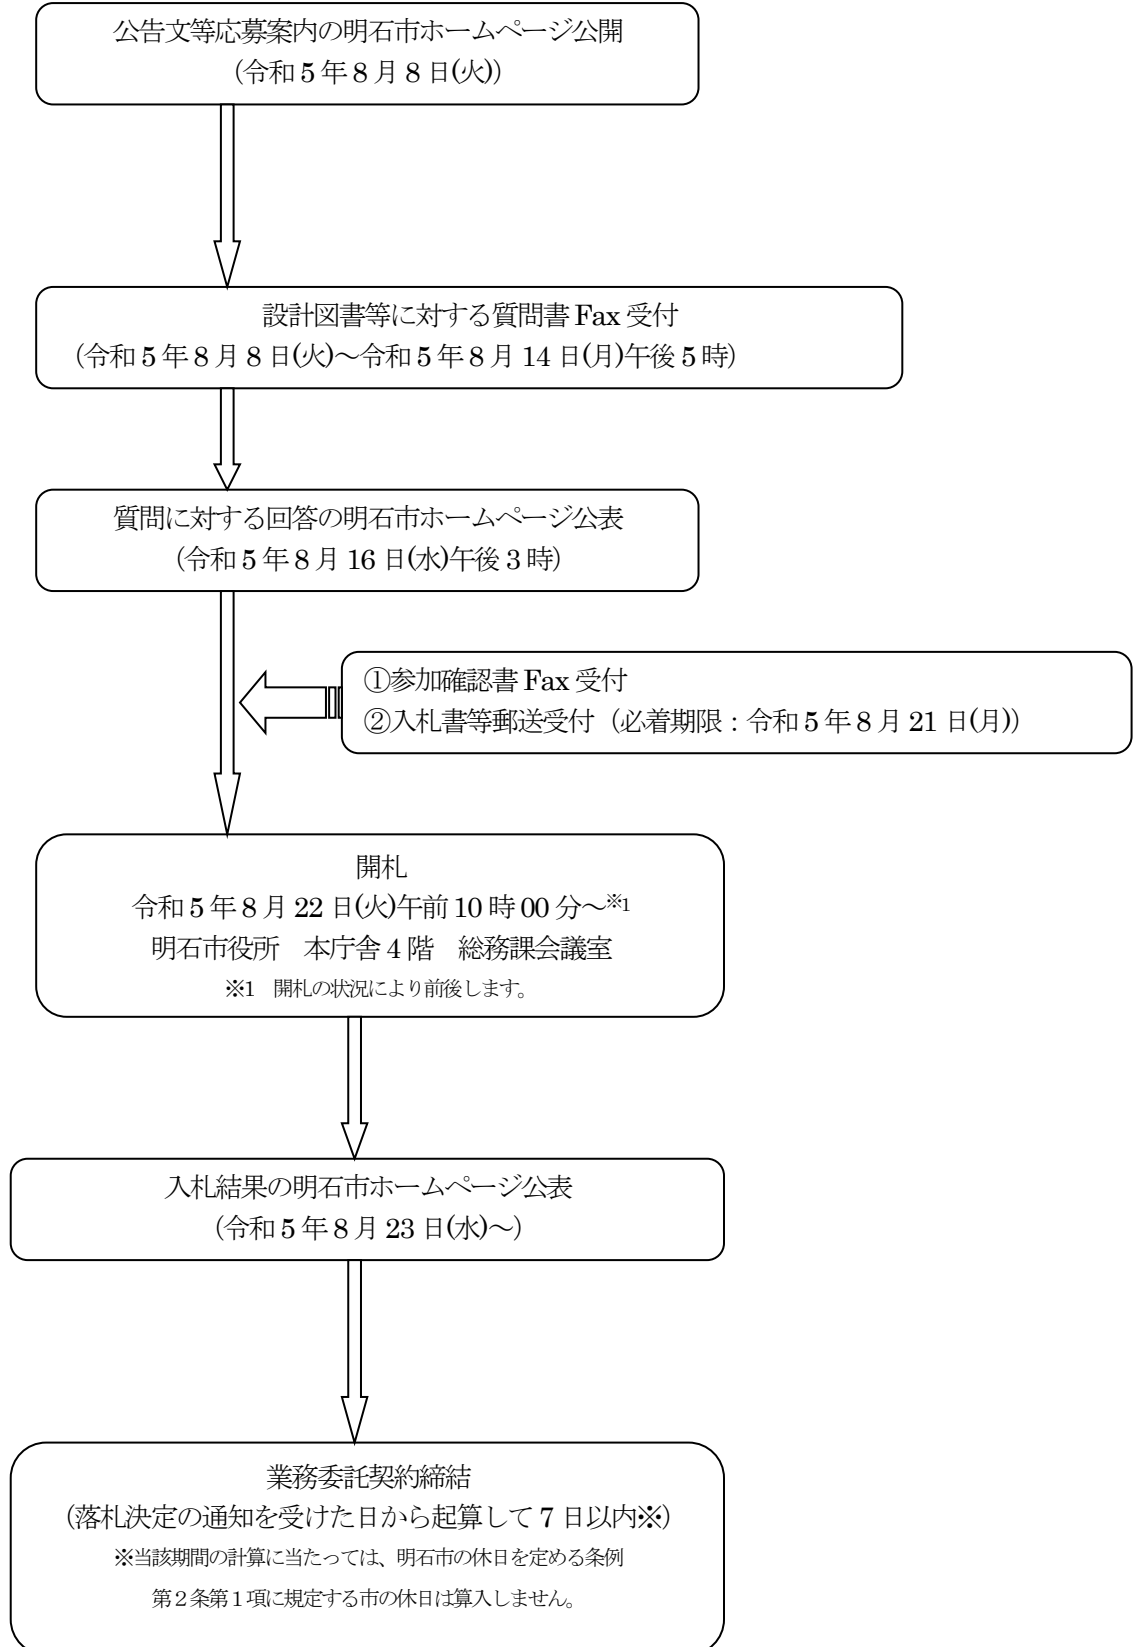 公告文等応募案内の明石市ホームページ公開
（令和5年8月8日(火)）
設計図書等に対する質問書Fax受付
（令和5年8月8日(火)～令和5年8月14日(月)午後5時）
質問に対する回答の明石市ホームページ公表
（令和5年8月16日(水)午後3時）
①参加確認書Fax受付
②入札書等郵送受付（必着期限：令和5年8月21日(月)）
開札
令和5年8月22日(火)午前10時00分～※1
明石市役所　本庁舎4階　総務課会議室
※1　開札の状況により前後します。
入札結果の明石市ホームページ公表
（令和5年8月23日(水)～）
業務委託契約締結
（落札決定の通知を受けた日から起算して7日以内※）
※当該期間の計算に当たっては、明石市の休日を定める条例
第２条第１項に規定する市の休日は算入しません。